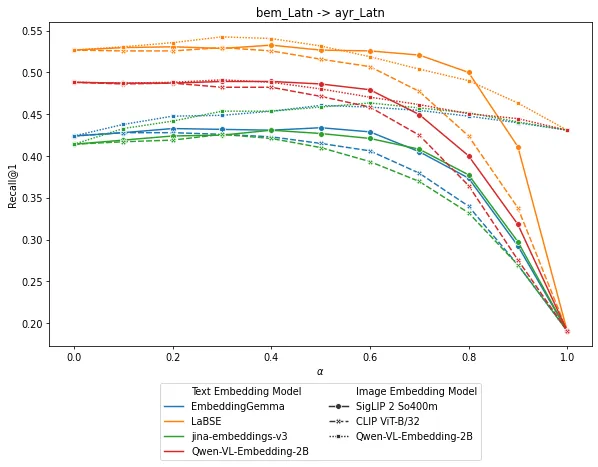 bem_Latn -> ayr_Latn
0.55
0.50
0.45
0.40
0.35
0.30
0.25
0.20
Recall@1
0.0 0.2 0.4 0.6 0.8 1.0
α
Text Embedding Model
EmbeddingGemma
LaBSE
jina-embeddings-v3
Qwen-VL-Embedding-2B
Image Embedding Model
SigLIP 2 So400m
CLIP ViT-B/32
Qwen-VL-Embedding-2B